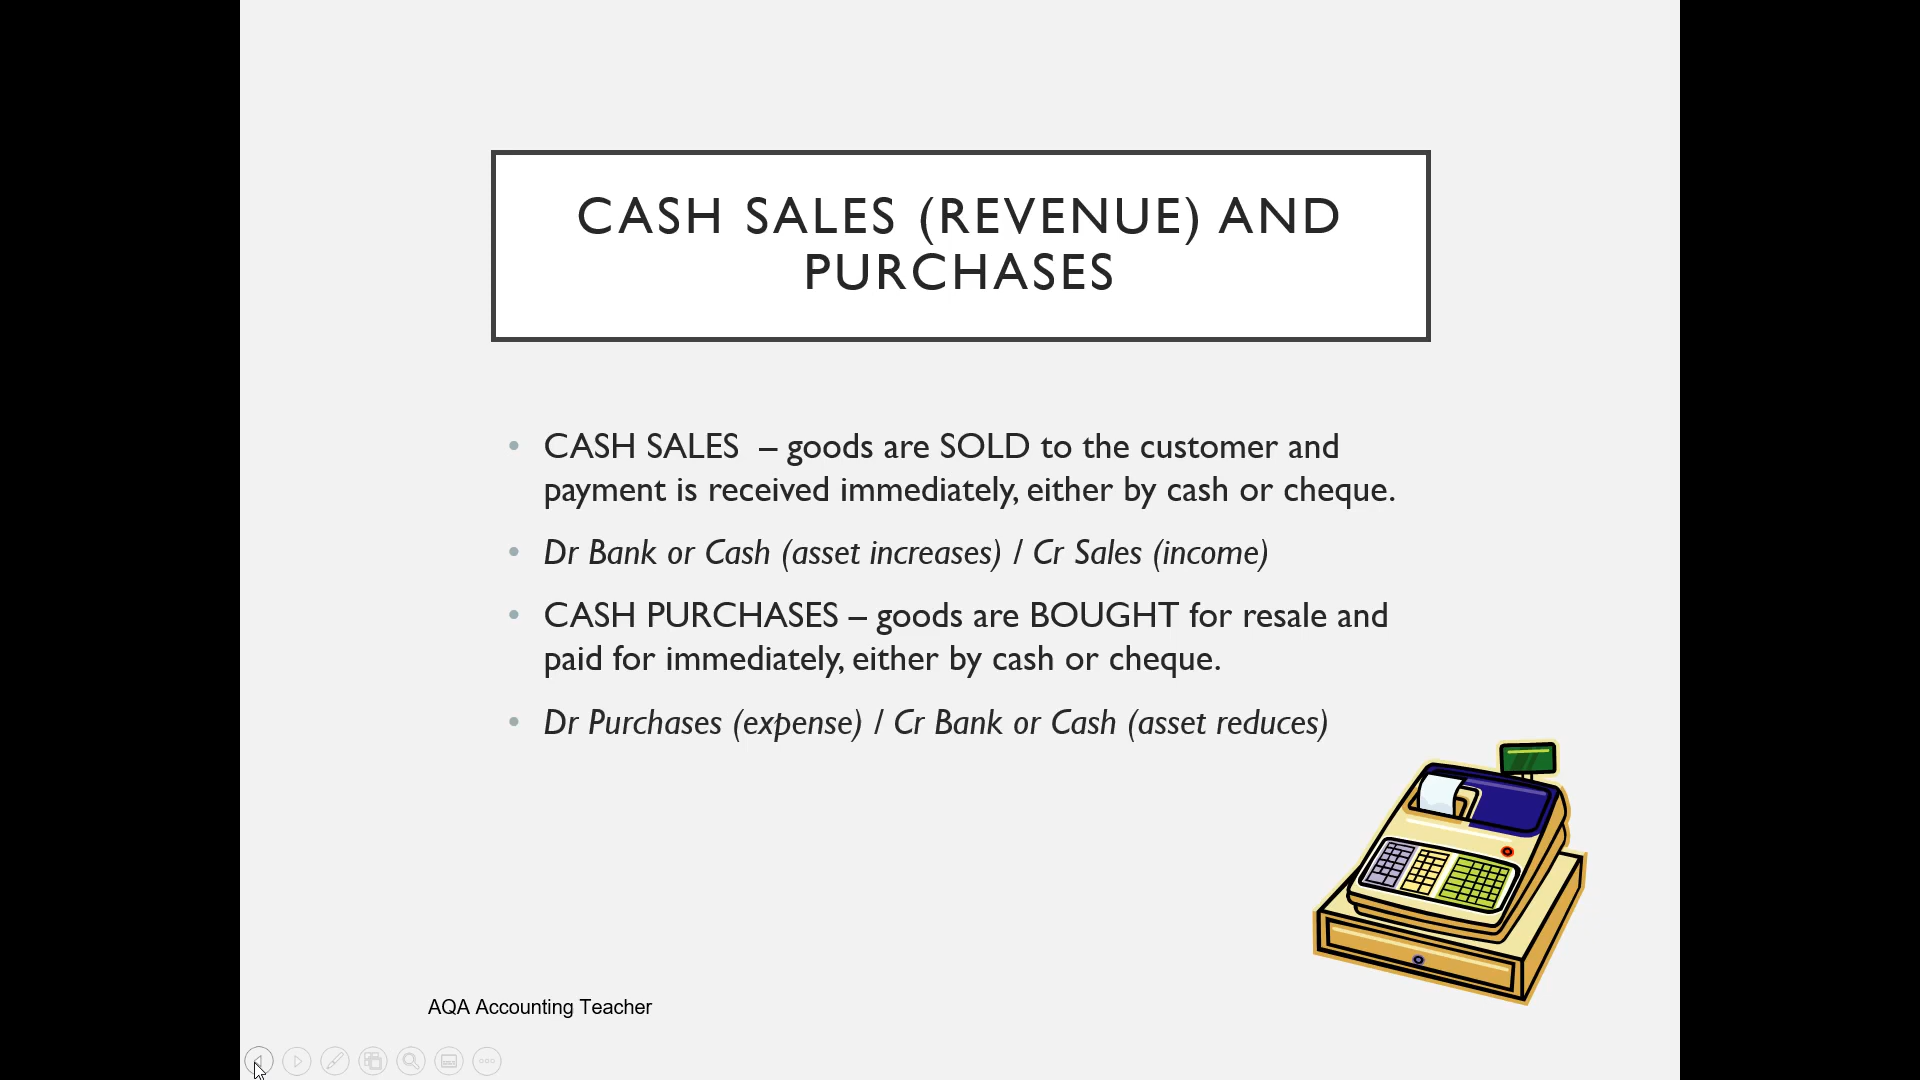 CASH SALES (REVENUE) AND
PURCHASES
• CASH SALES – goods are SOLD to the customer and
payment is received immediately, either by cash or cheque.
• Dr Bank or Cash (asset increases) / Cr Sales (income)
• CASH PURCHASES – goods are BOUGHT for resale and
paid for immediately, either by cash or cheque.
• Dr Purchases (expense) / Cr Bank or Cash (asset reduces)
AQA Accounting Teacher